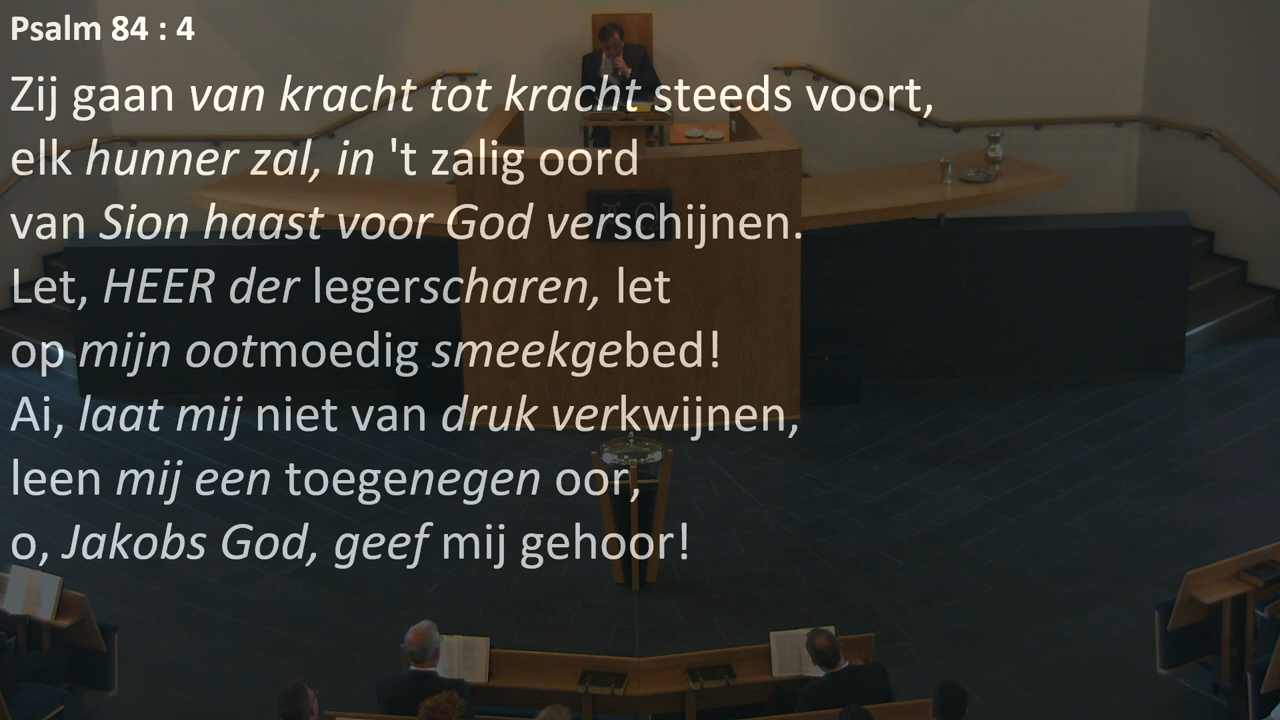 Psalm 84 : 4
Zij gaan van kracht tot kracht steeds voort,
elk hunner zal, in 't zalig oord
van Sion haast voor God verschijnen.
Let, HEER der legerscharen, let
op mijn ootmoedig smeekgebed!
Ai, laat mij niet van druk verkwijnen,
leen mij een toegenegen oor,
o, Jakobs God, geef mij gehoor!